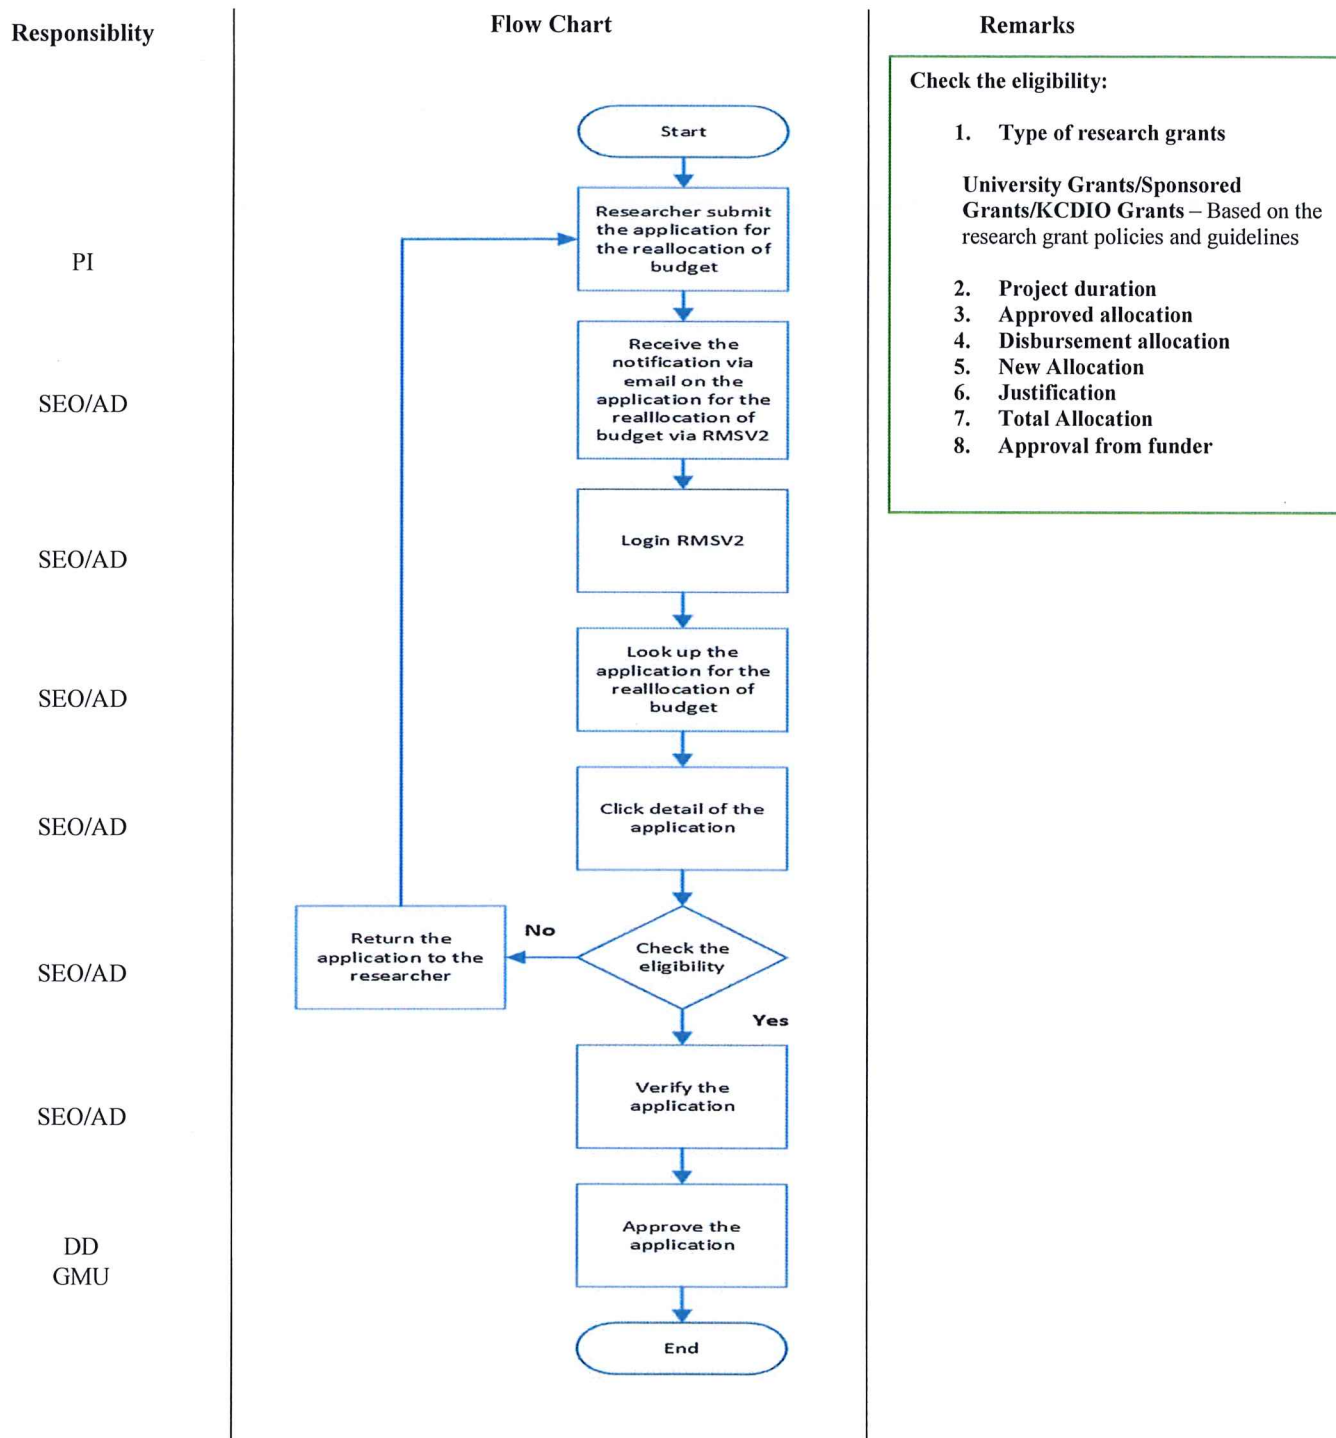 Responsiblity
Flow Chart
Remarks
Check the eligibility:
1. Type of research grants
University Grants/Sponsored
Grants/KCDIO Grants – Based on the
research grant policies and guidelines
2. Project duration
3. Approved allocation
4. Disbursement allocation
5. New Allocation
6. Justification
7. Total Allocation
8. Approval from funder
Start
PI
Researcher submit
the application for
the reallocation of
budget
SEO/AD
Receive the
notification via
email on the
application for the
realllocation of
budget via RMSV2
SEO/AD
Login RMSV2
SEO/AD
Look up the
application for the
realllocation of
budget
SEO/AD
Click detail of the
application
SEO/AD
Return the
application to the
researcher
No
Check the
eligibility
Yes
SEO/AD
Verify the
application
DD
GMU
Approve the
application
End